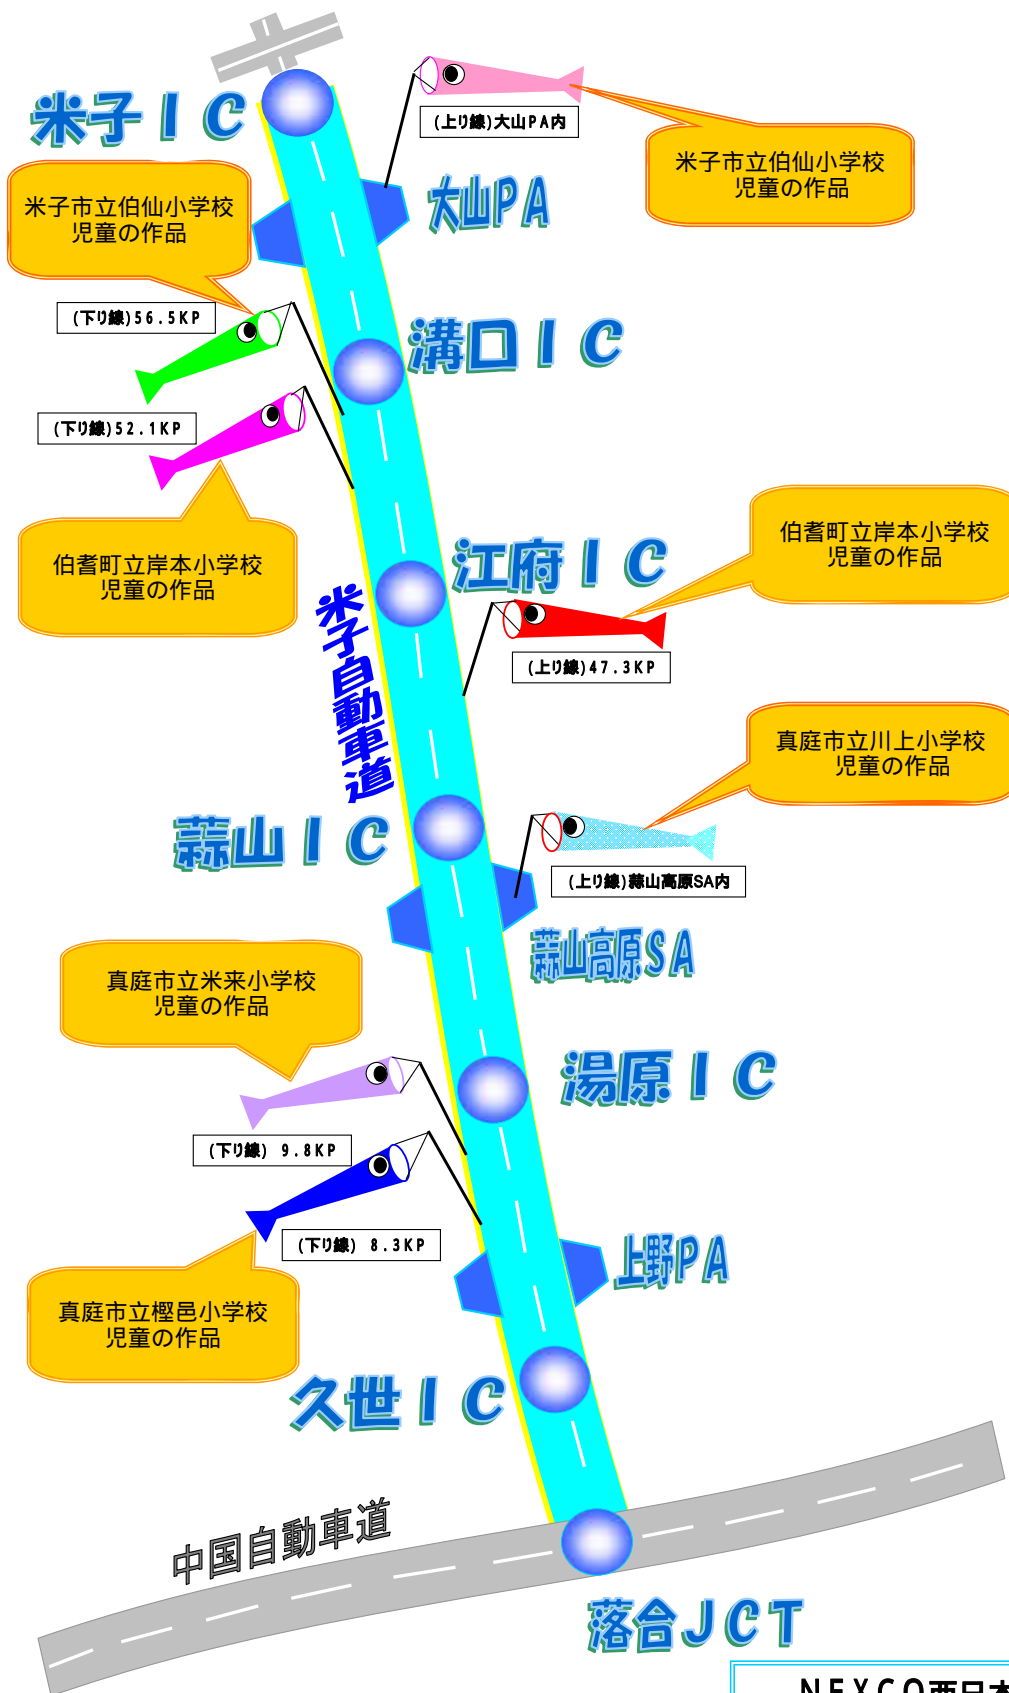 米子ＩＣ
(上り線)大山PA内
米子市立伯仙小学校
児童の作品
大山PA
米子市立伯仙小学校
児童の作品
(下り線)56.5KP
溝口ＩＣ
(下り線)52.1KP
伯耆町立岸本小学校
児童の作品
江府ＩＣ
伯耆町立岸本小学校
児童の作品
米子自動車道
(上り線)47.3KP
真庭市立川上小学校
児童の作品
蒜山ＩＣ
(上り線)蒜山高原SA内
蒜山高原SA
真庭市立米来小学校
児童の作品
湯原ＩＣ
(下り線) 9.8KP
(下り線) 8.3KP
上野PA
真庭市立樫邑小学校
児童の作品
久世ＩＣ
中国自動車道
落合JCT
ＮＥＸＣＯ西日本